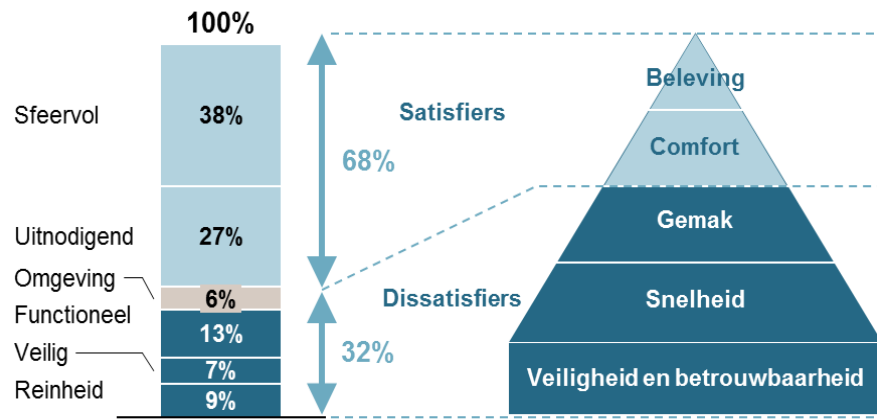 100%
Sfeervol
38%
Satisfiers
68%
Uitnodigend
27%
Omgeving
6%
Functioneel
13%
Dissatisfiers
32%
Veilig
7%
Reinheid
9%
Beleving
Comfort
Gemak
Snelheid
Veiligheid en betrouwbaarheid